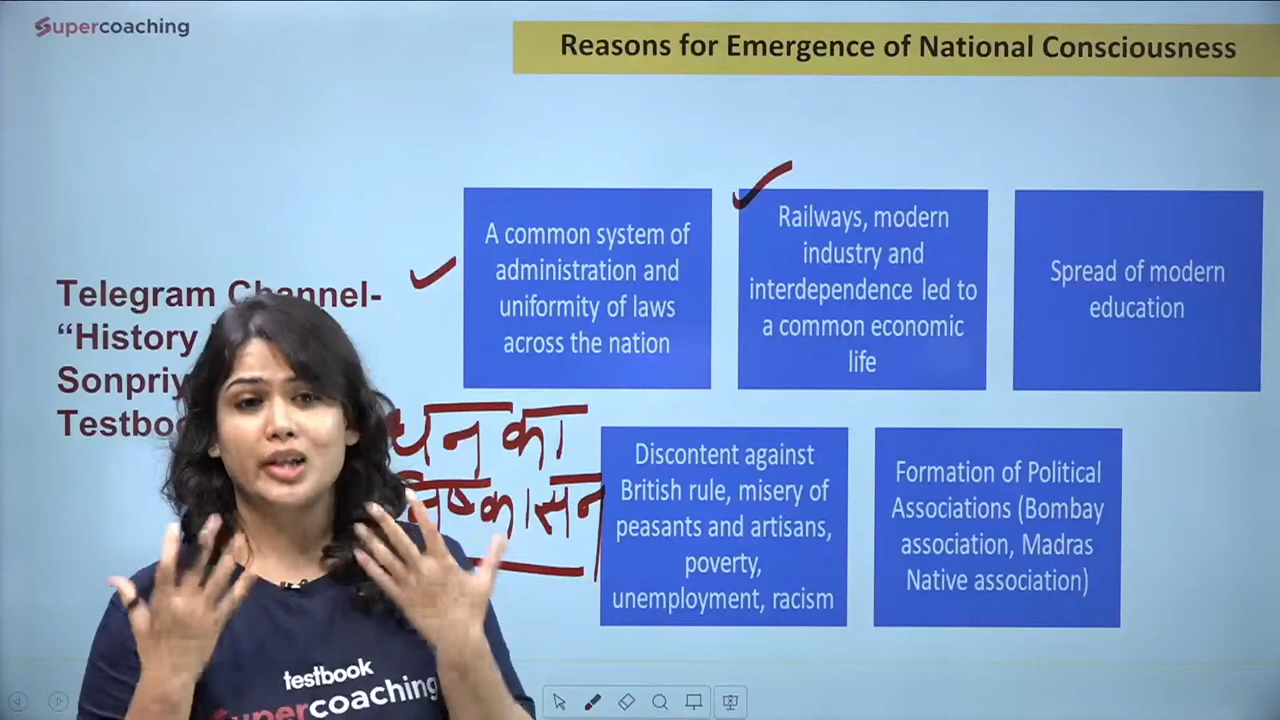 Supercoaching
Reasons for Emergence of National Consciousness
A common system of
administration and
uniformity of laws
across the nation
Railways, modern
industry and
interdependence led to
a common economic
life
Spread of modern
education
Telegram Channel-
“History
Testbook
धन का
निष्कासन
Discontent against
British rule, misery of
peasants and artisans,
poverty,
unemployment, racism
Formation of Political
Associations (Bombay
association, Madras
Native association)
testbook
Supercoaching